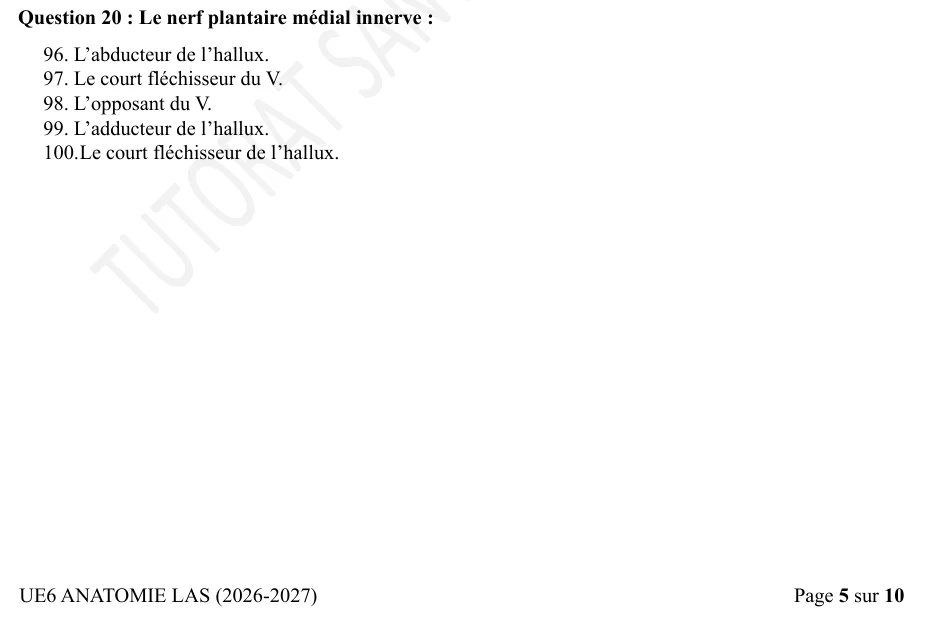 Question 20 : Le nerf plantaire médial innerve :
96. L’abducteur de l’hallux.
97. Le court fléchisseur du V.
98. L’opposant du V.
99. L’adducteur de l’hallux.
100.Le court fléchisseur de l’hallux.
TUTORAT SAN
UE6 ANATOMIE LAS (2026-2027)
Page 5 sur 10